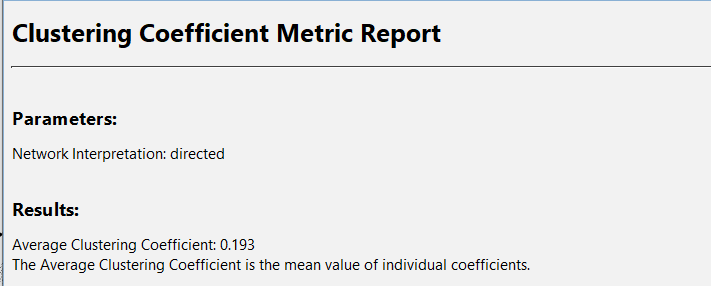 Clustering Coefficient Metric Report
Parameters:
Network Interpretation: directed
Results:
Average Clustering Coefficient: 0.193
The Average Clustering Coefficient is the mean value of individual coefficients.